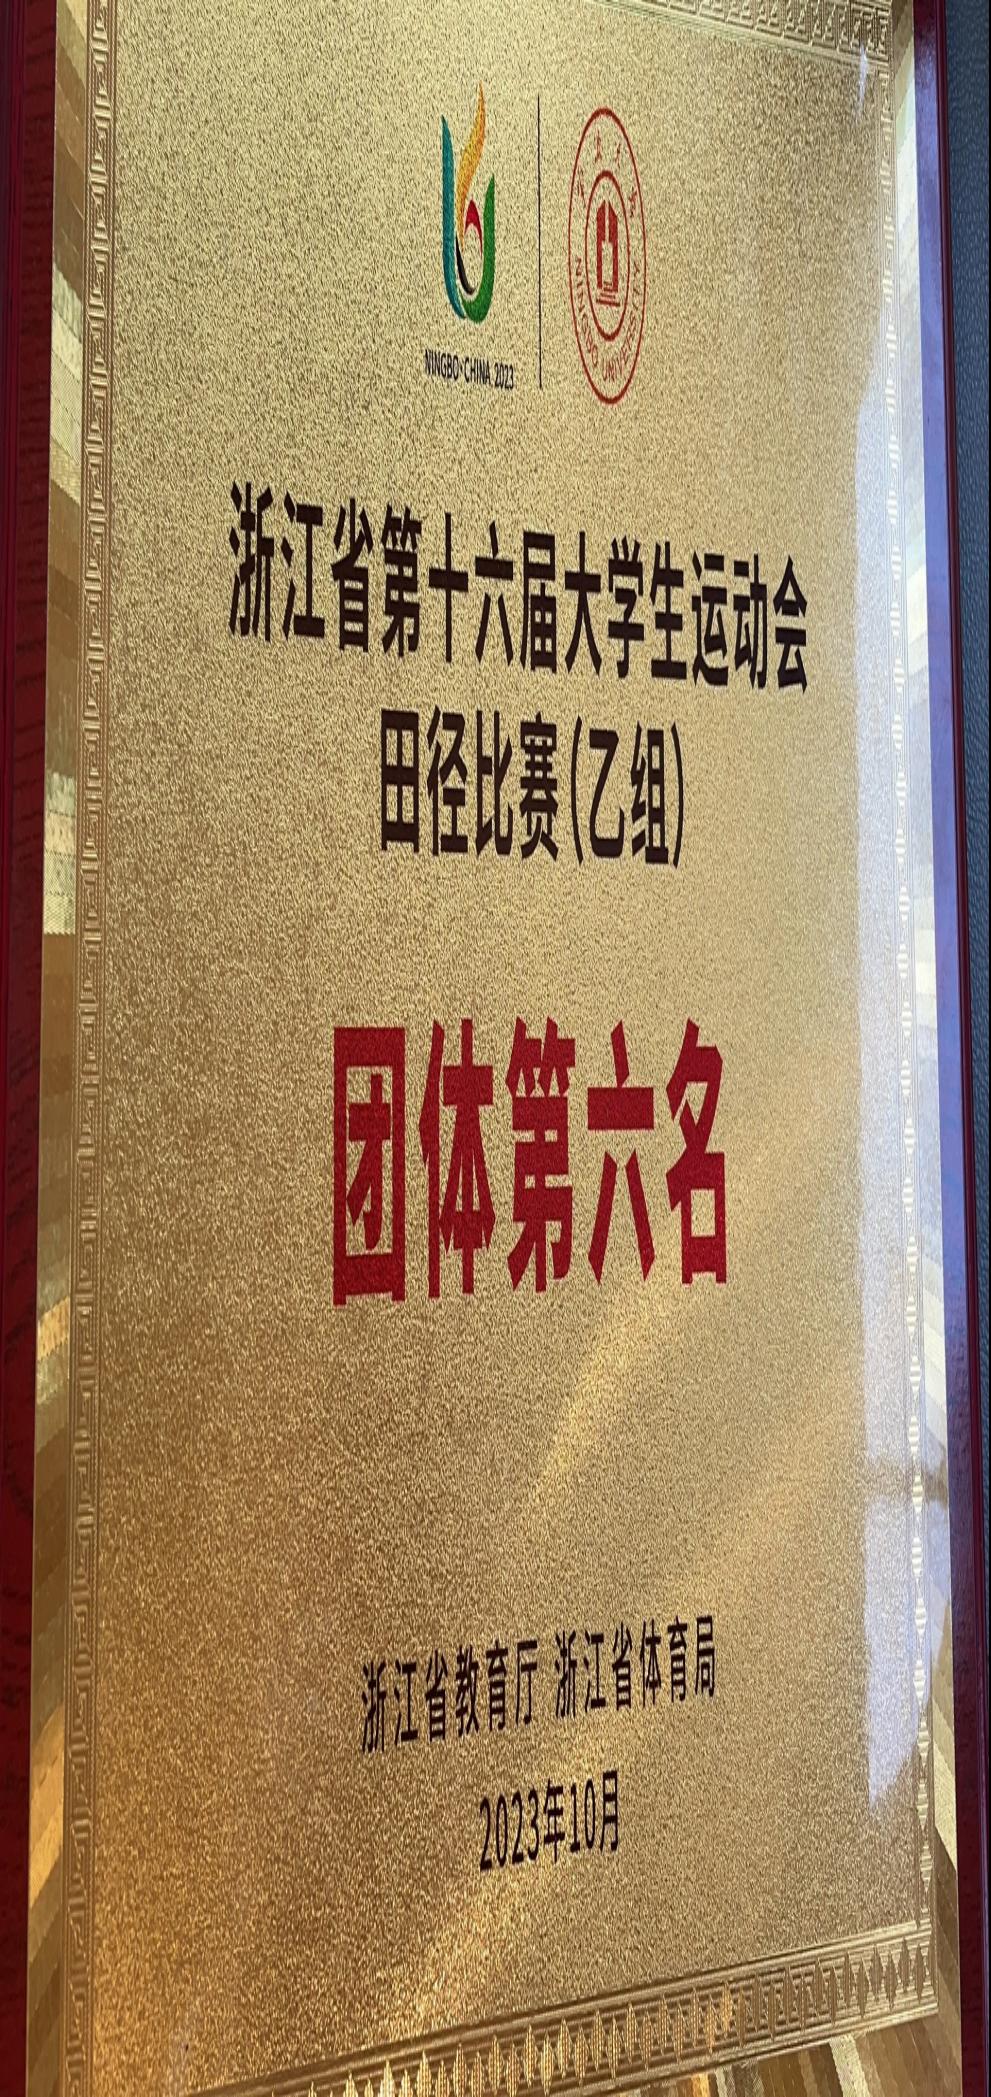 NINGBO·CHINA 2023
NINGBO UNIVERSITY
浙江省第十六届大学生运动会
田径比赛(乙组)
团体第六名
浙江省教育厅 浙江省体育局
2023年10月